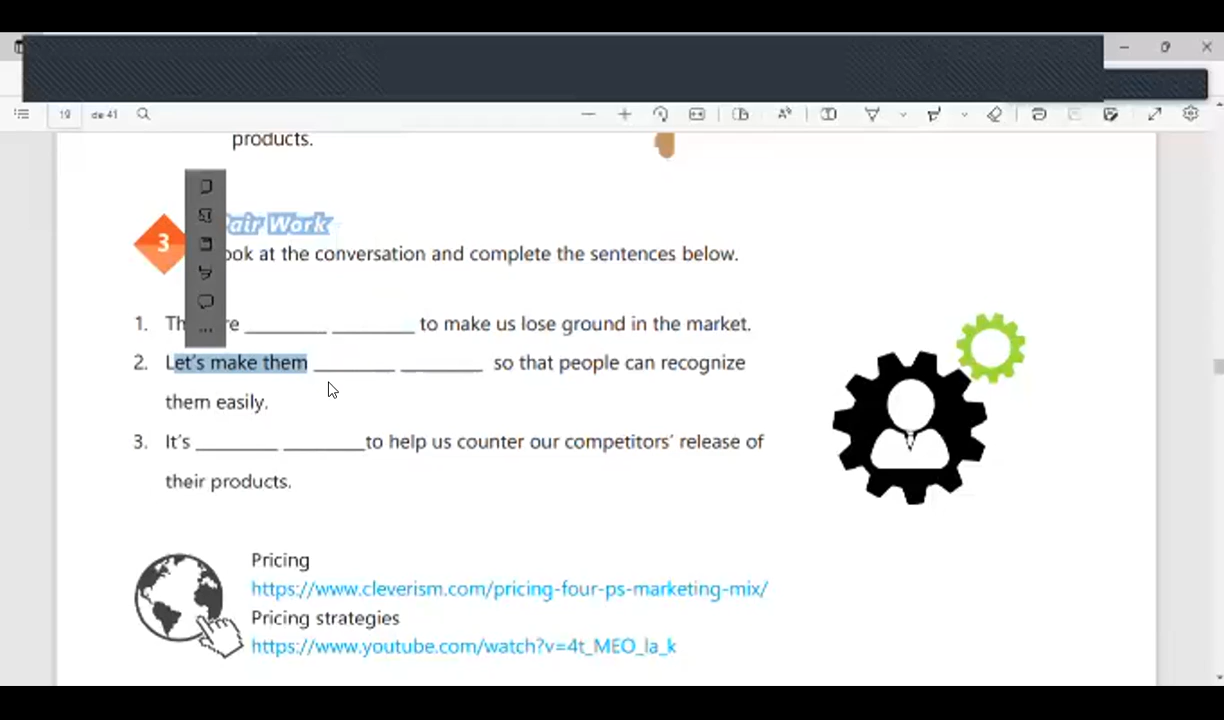 19 de 41
products.
3 air Work
ook at the conversation and complete the sentences below.
1. Th re ________ ________ to make us lose ground in the market.
2. Let's make them ________ ________ so that people can recognize
them easily.
3. It's ________ ________to help us counter our competitors' release of
their products.
Pricing
https://www.cleverism.com/pricing-four-ps-marketing-mix/
Pricing strategies
https://www.youtube.com/watch?v=4t_MEO_la_k